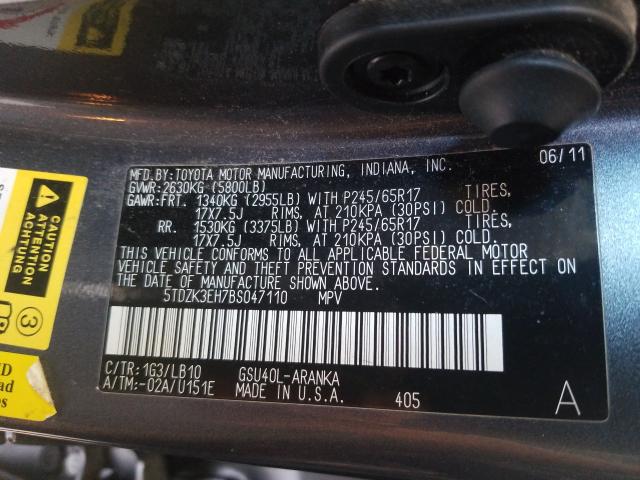 MFD.BY:TOYOTA MOTOR MANUFACTURING, INDIANA, INC. 06/11
GVWR:2630KG (5800LB)
GAWR:FRT. 1340KG (2955LB) WITH P245/65R17 TIRES,
17X7.5J RIMS, AT 210KPA (30PSI) COLD.
RR. 1530KG (3375LB) WITH P245/65R17 TIRES,
17X7.5J RIMS, AT 210KPA (30PSI) COLD.
THIS VEHICLE CONFORMS TO ALL APPLICABLE FEDERAL MOTOR
VEHICLE SAFETY AND THEFT PREVENTION STANDARDS IN EFFECT ON
THE DATE OF MANUFACTURE SHOWN ABOVE.
5TDZK3EH7BS047110 MPV
C/TR:1G3/LB10 GSU40L-ARANKA
A/TM:-02A/U151E MADE IN U.S.A. 405 A
CAUTION
ATTENTION
ACHTUNG
3